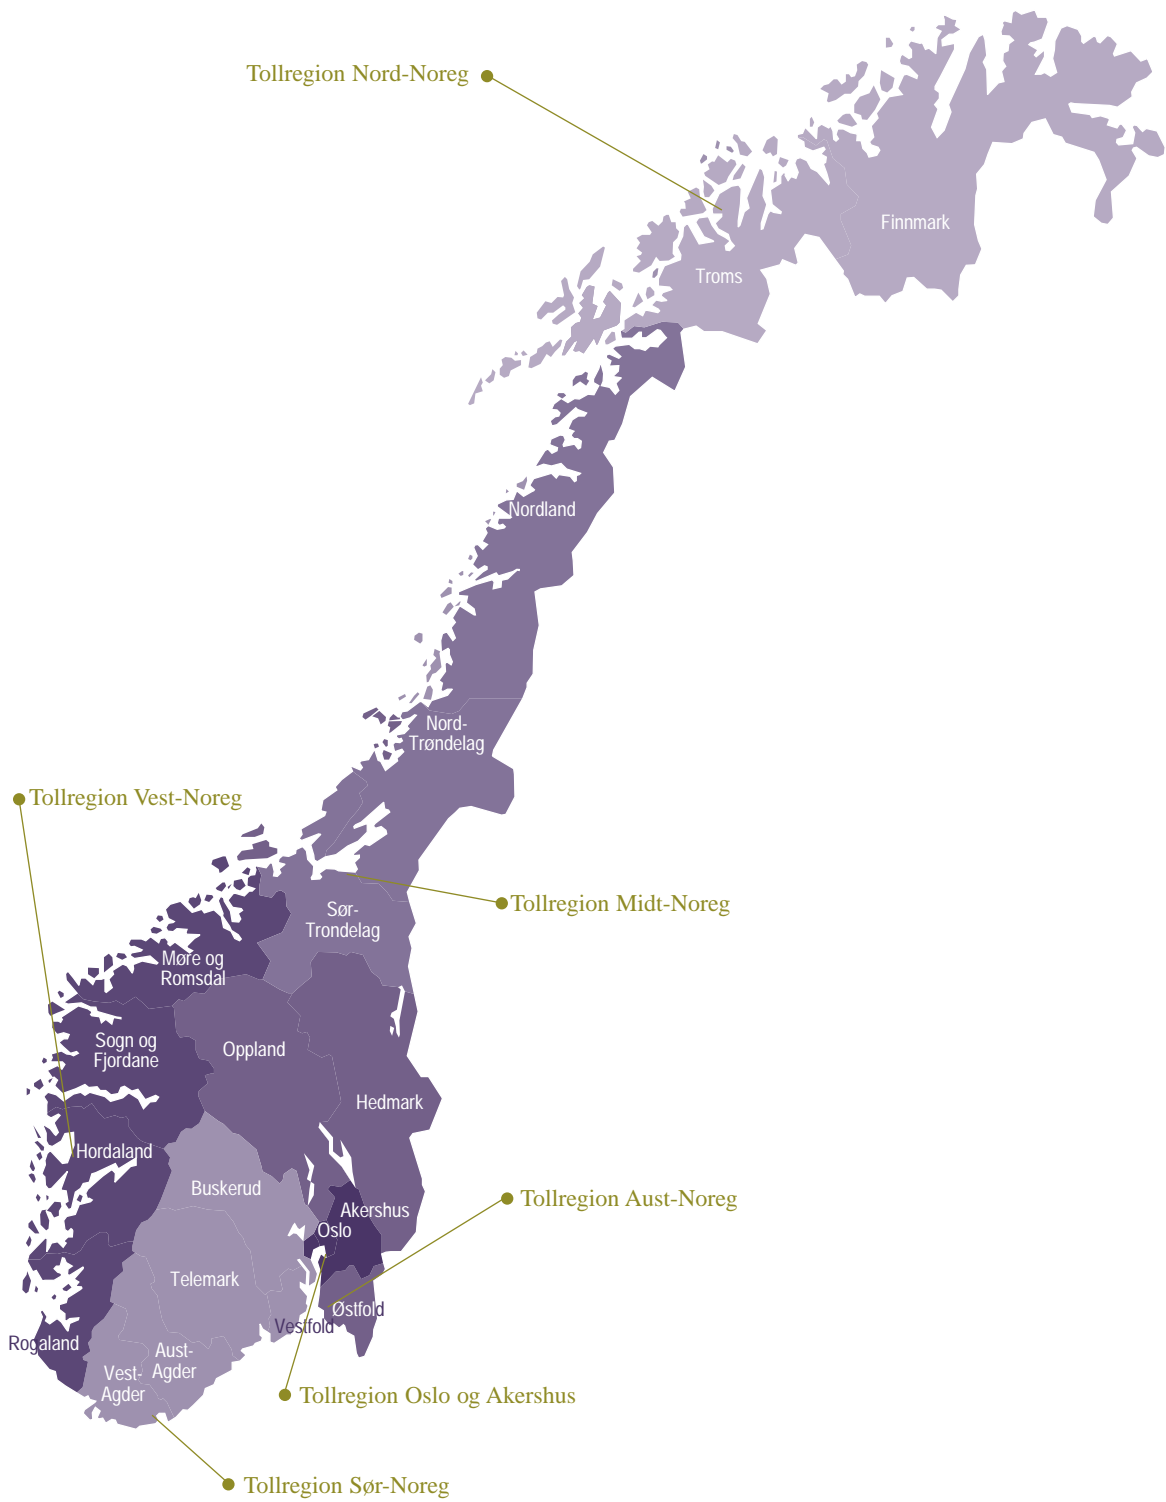 Tollregion Nord-Noreg
Finnmark
Troms
Nordland
Nord-
Trøndelag
Tollregion Vest-Noreg
Tollregion Midt-Noreg
Sør-
Trondelag
Møre og
Romsdal
Sogn og
Fjordane
Oppland
Hedmark
Hordaland
Buskerud
Tollregion Aust-Noreg
Akershus
Oslo
Telemark
Østfold
Vestfold
Rogaland
Aust-
Agder
Vest-
Agder
Tollregion Oslo og Akershus
Tollregion Sør-Noreg